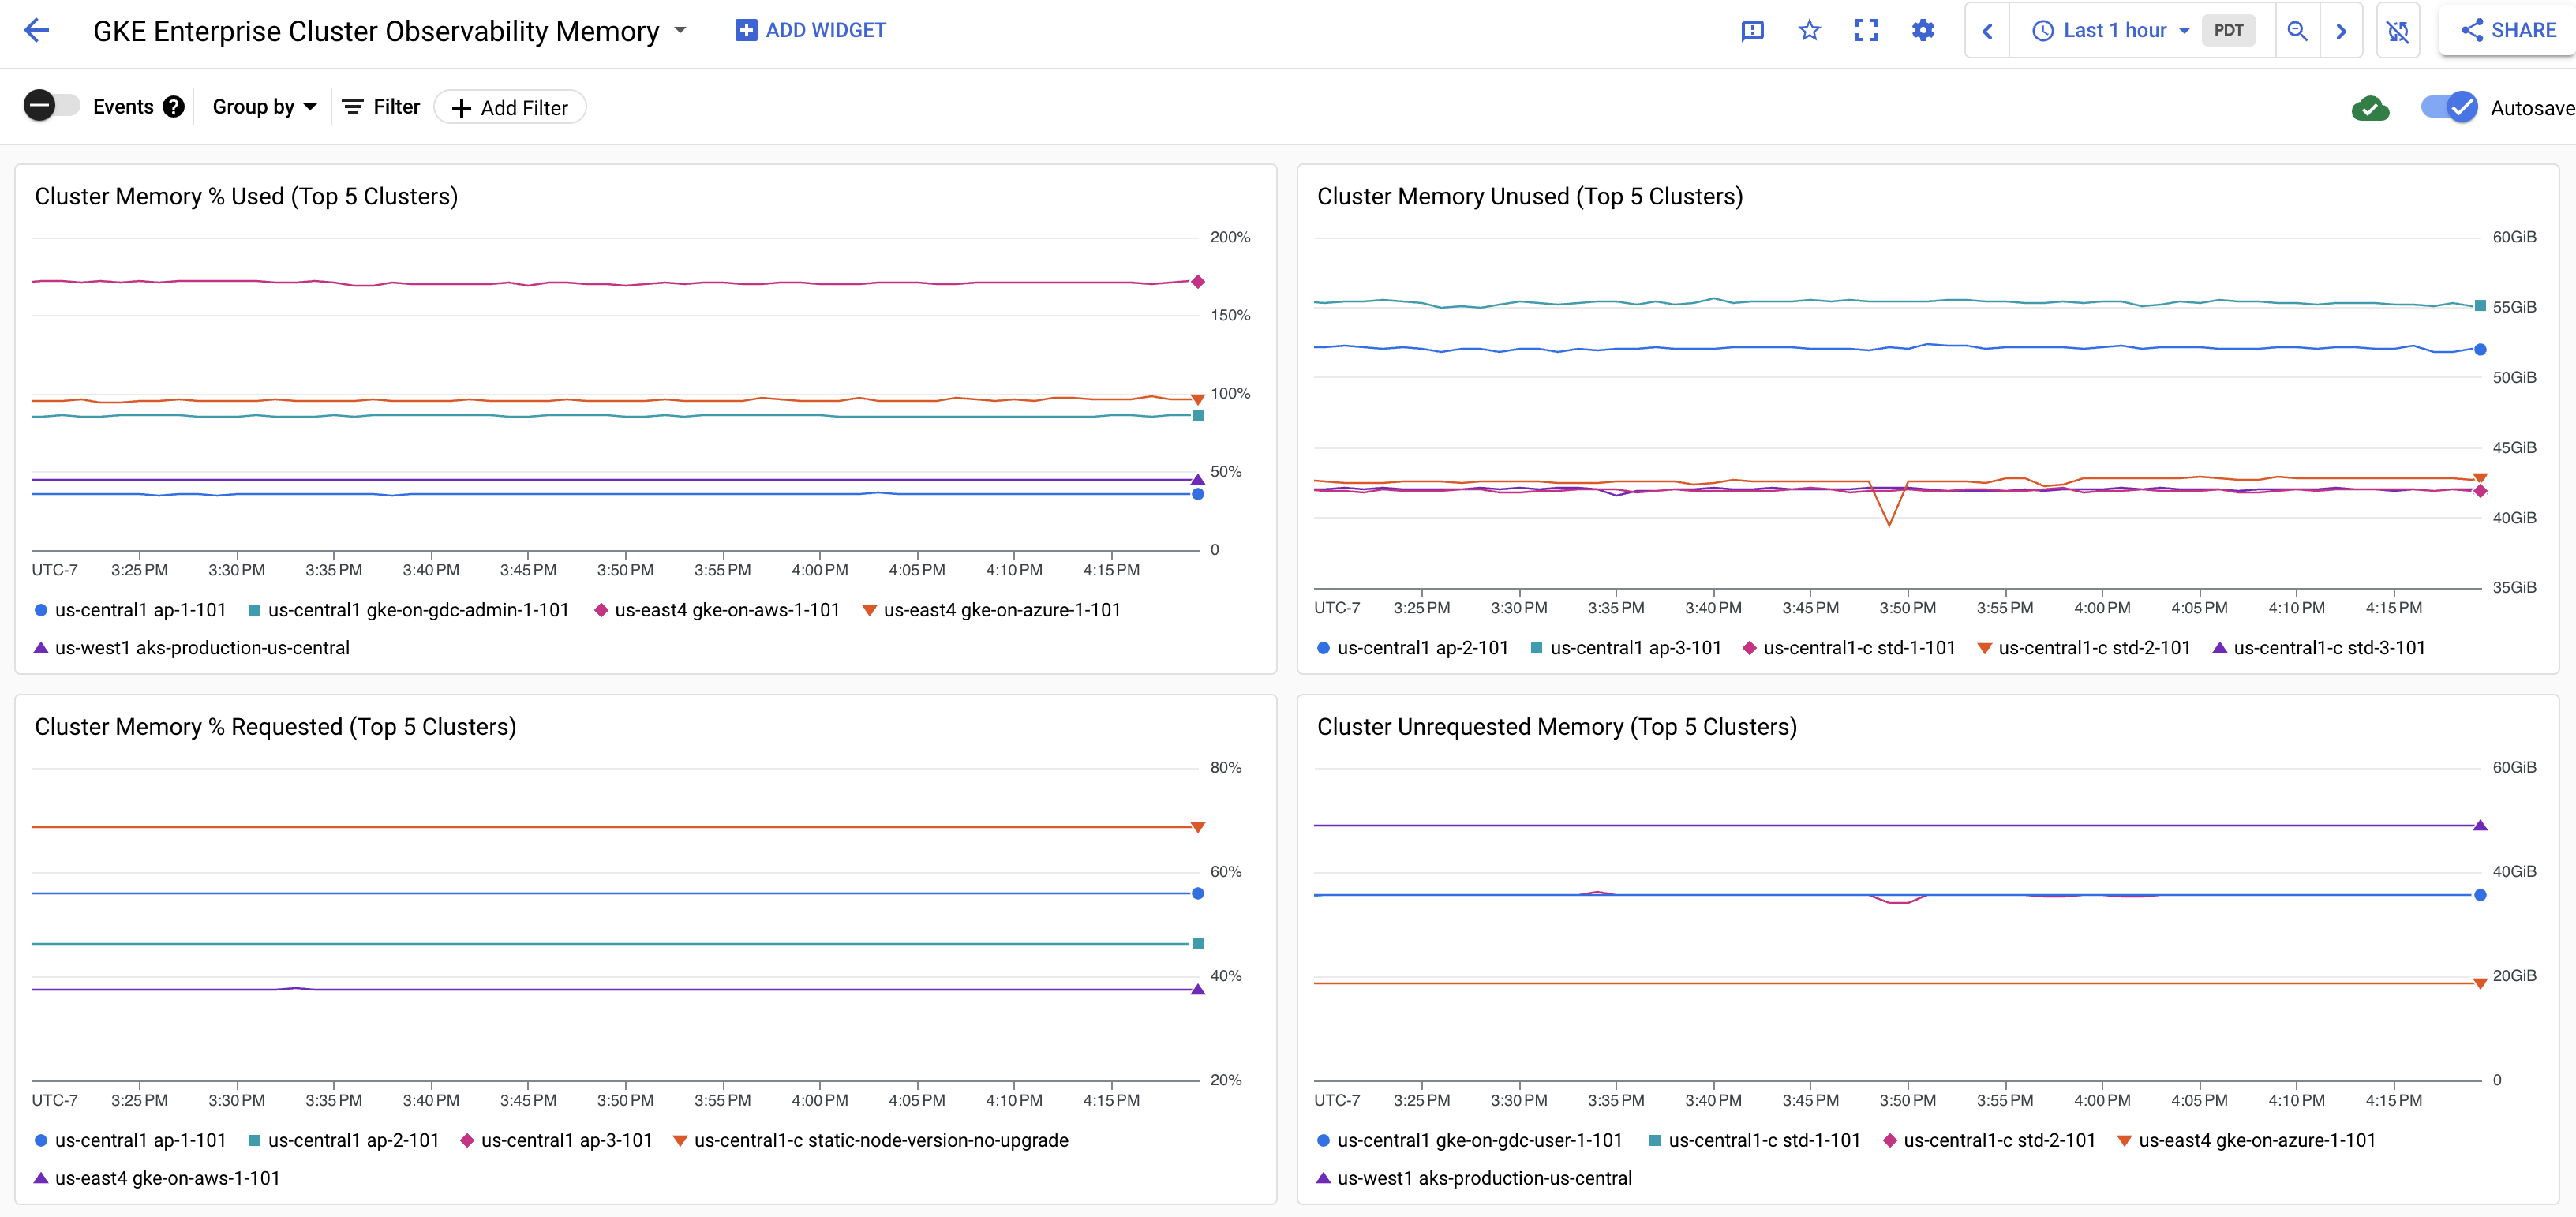 GKE Enterprise Cluster Observability Memory
ADD WIDGET
Last 1 hour
PDT
SHARE
Events
Group by
Filter
Add Filter
Autosave
Cluster Memory % Used (Top 5 Clusters)
200%
150%
100%
50%
0
UTC-7 3:25 PM 3:30 PM 3:35 PM 3:40 PM 3:45 PM 3:50 PM 3:55 PM 4:00 PM 4:05 PM 4:10 PM 4:15 PM
us-central1 ap-1-101 us-central1 gke-on-gdc-admin-1-101 us-east4 gke-on-aws-1-101 us-east4 gke-on-azure-1-101
us-west1 aks-production-us-central
Cluster Memory Unused (Top 5 Clusters)
60GiB
55GiB
50GiB
45GiB
40GiB
35GiB
UTC-7 3:25 PM 3:30 PM 3:35 PM 3:40 PM 3:45 PM 3:50 PM 3:55 PM 4:00 PM 4:05 PM 4:10 PM 4:15 PM
us-central1 ap-2-101 us-central1 ap-3-101 us-central1-c std-1-101 us-central1-c std-2-101 us-central1-c std-3-101
Cluster Memory % Requested (Top 5 Clusters)
80%
60%
40%
20%
UTC-7 3:25 PM 3:30 PM 3:35 PM 3:40 PM 3:45 PM 3:50 PM 3:55 PM 4:00 PM 4:05 PM 4:10 PM 4:15 PM
us-central1 ap-1-101 us-central1 ap-2-101 us-central1 ap-3-101 us-central1-c static-node-version-no-upgrade
us-east4 gke-on-aws-1-101
Cluster Unrequested Memory (Top 5 Clusters)
60GiB
40GiB
20GiB
0
UTC-7 3:25 PM 3:30 PM 3:35 PM 3:40 PM 3:45 PM 3:50 PM 3:55 PM 4:00 PM 4:05 PM 4:10 PM 4:15 PM
us-central1 gke-on-gdc-user-1-101 us-central1-c std-1-101 us-central1-c std-2-101 us-east4 gke-on-azure-1-101
us-west1 aks-production-us-central